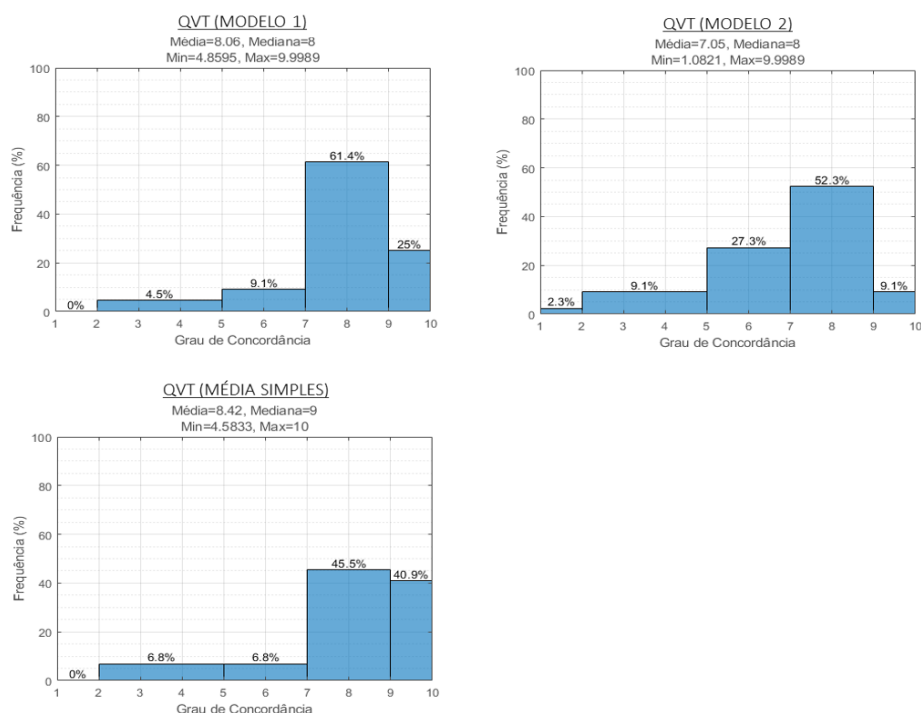 QVT (MODELO 1)
Média=8.06, Mediana=8
Min=4.8595, Max=9.9989
100
80
60
40
20
0
Frequência (%)
0%
4.5%
9.1%
61.4%
25%
1 2 3 4 5 6 7 8 9 10
Grau de Concordância
QVT (MODELO 2)
Média=7.05, Mediana=8
Min=1.0821, Max=9.9989
100
80
60
40
20
0
Frequência (%)
2.3%
9.1%
27.3%
52.3%
9.1%
1 2 3 4 5 6 7 8 9 10
Grau de Concordância
QVT (MÉDIA SIMPLES)
Média=8.42, Mediana=9
Min=4.5833, Max=10
100
80
60
40
20
0
Frequência (%)
0%
6.8%
6.8%
45.5%
40.9%
1 2 3 4 5 6 7 8 9 10
Grau de Concordância